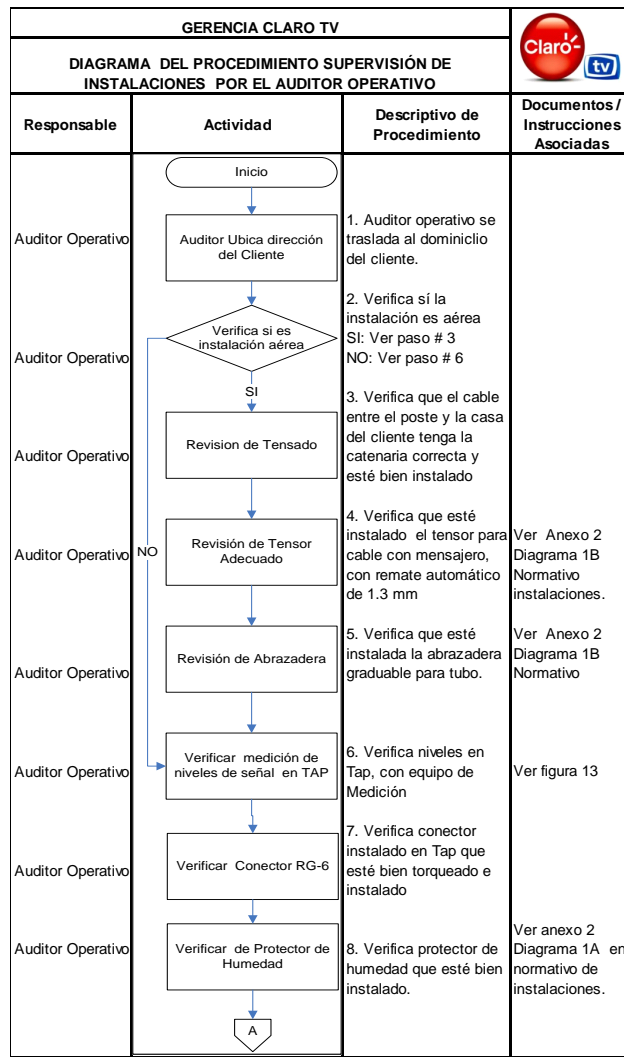 GERENCIA CLARO TV
Claro-
tv
DIAGRAMA DEL PROCEDIMIENTO SUPERVISIÓN DE
INSTALACIONES POR EL AUDITOR OPERATIVO
Responsable
Actividad
Descriptivo de
Procedimiento
Documentos /
Instrucciones
Asociadas
Inicio
Auditor Operativo
Auditor Ubica dirección
del Cliente
1. Auditor operativo se
traslada al dominiclio
del cliente.
Auditor Operativo
Verifica si es
instalación aérea
2. Verifica sí la
instalación es aérea
SI: Ver paso # 3
NO: Ver paso # 6
SI
Auditor Operativo
Revision de Tensado
3. Verifica que el cable
entre el poste y la casa
del cliente tenga la
catenaria correcta y
esté bien instalado
Auditor Operativo
NO
Revisión de Tensor
Adecuado
4. Verifica que esté
instalado el tensor para
cable con mensajero,
con remate automático
de 1.3 mm
Ver Anexo 2
Diagrama 1B
Normativo
instalaciones.
Auditor Operativo
Revisión de Abrazadera
5. Verifica que esté
instalada la abrazadera
graduable para tubo.
Ver Anexo 2
Diagrama 1B
Normativo
Auditor Operativo
Verificar medición de
niveles de señal en TAP
6. Verifica niveles en
Tap, con equipo de
Medición
Ver figura 13
Auditor Operativo
Verificar Conector RG-6
7. Verifica conector
instalado en Tap que
esté bien torqueado e
instalado
Auditor Operativo
Verificar de Protector de
Humedad
8. Verifica protector de
humedad que esté bien
instalado.
Ver anexo 2
Diagrama 1A en
normativo de
instalaciones.
A